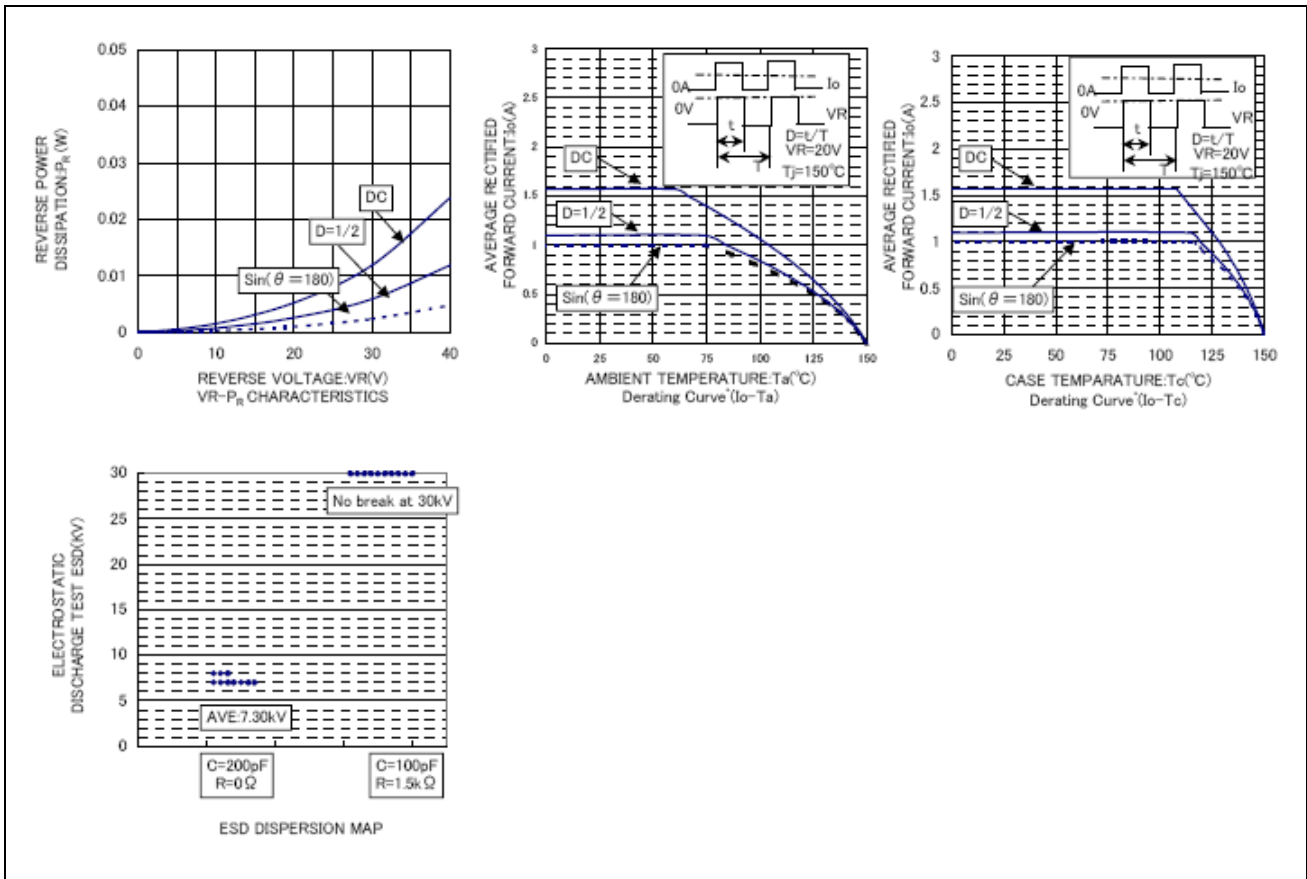 0.05
0.04
0.03
0.02
0.01
0
REVERSE POWER
DISSIPATION:PR (W)
DC
D=1/2
Sin(θ=180)
0 10 20 30 40
REVERSE VOLTAGE:VR(V)
VR-PR CHARACTERISTICS
3
2.5
2
1.5
1
0.5
0
AVERAGE RECTIFIED
FORWARD CURRENT:Io(A)
0A
Io
0V
VR
t
T
D=t/T
VR=20V
Tj=150℃
DC
D=1/2
Sin(θ=180)
0 25 50 75 100 125 150
AMBIENT TEMPERATURE:Ta(℃)
Derating Curve"(Io-Ta)
3
2.5
2
1.5
1
0.5
0
AVERAGE RECTIFIED
FORWARD CURRENT:Io(A)
0A
Io
0V
VR
t
T
D=t/T
VR=20V
Tj=150℃
DC
D=1/2
Sin(θ=180)
0 25 50 75 100 125 150
CASE TEMPARATURE:Tc(℃)
Derating Curve"(Io-Tc)
30
25
20
15
10
5
0
ELECTROSTATIC
DISCHARGE TEST ESD(KV)
No break at 30kV
AVE:7.30kV
C=200pF
R=0Ω
C=100pF
R=1.5kΩ
ESD DISPERSION MAP